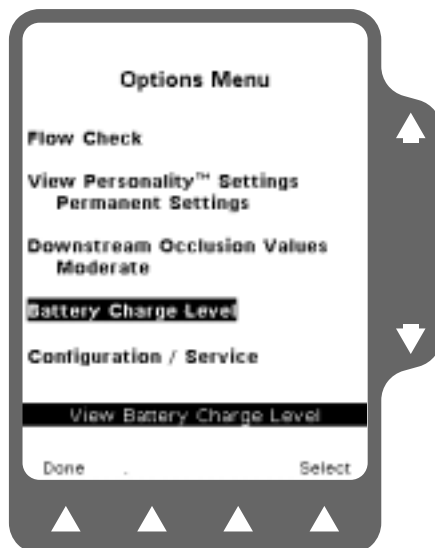 Options Menu
Flow Check
View Personality™ Settings
Permanent Settings
Downstream Occlusion Values
Moderate
Battery Charge Level
Configuration / Service
View Battery Charge Level
Done . Select